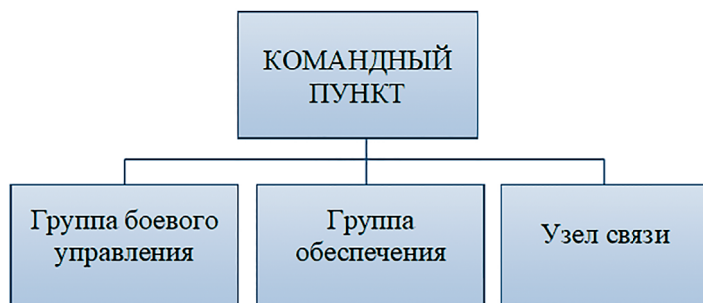 КОМАНДНЫЙ
ПУНКТ
Группа боевого
управления
Группа
обеспечения
Узел связи